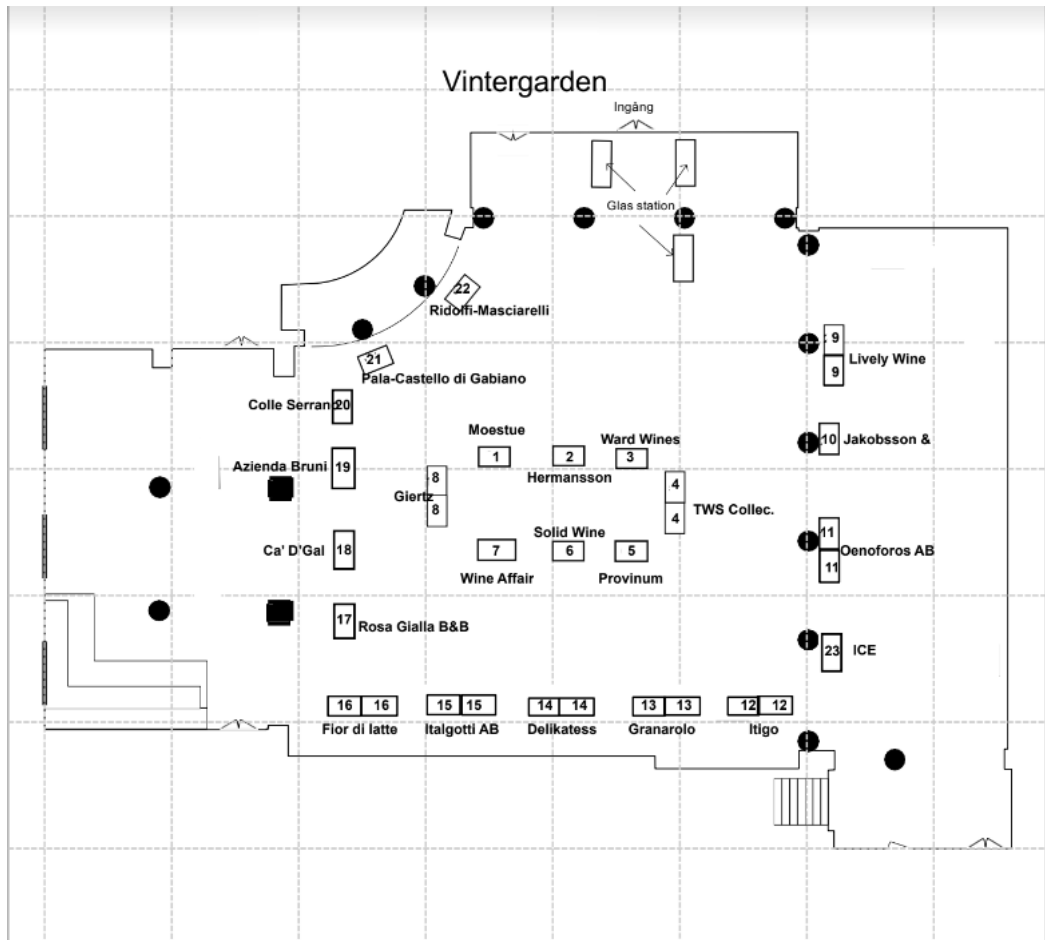 Vintergarden
Ingång
Glas station
22
Ridolfi-Masciarelli
21
Pala-Castello di Gabiano
9
Lively Wine
9
Colle Serrano
20
Moestue
1
2
Hermansson
Ward Wines
3
10
Jakobsson &
Azienda Bruni
19
8
Giertz
8
4
TWS Collec.
4
11
Oenoforos AB
11
Ca' D'Gal
18
7
Wine Affair
Solid Wine
6
5
Provinum
17
Rosa Gialla B&B
23
ICE
16 16
Fior di latte
15 15
Italgotti AB
14 14
Delikatess
13 13
Granarolo
12 12
Itigo